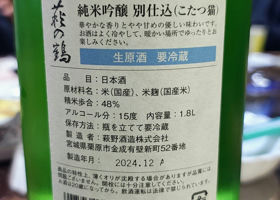 萩の鶴
純米吟醸 別仕込(こたつ猫)
華やかな香りとやや甘めの優しい味わいです。
お酒はよく冷やして、暖かい場所でゆったりとお
楽しみください。
生原酒 要冷蔵
品目:日本酒
原材料名:米(国産)、米麹(国産米)
精米歩合:48%
アルコール分:15度 内容量:1.8L
保存方法:瓶を立てて要冷蔵
製造者:萩野酒造株式会社
宮城県栗原市金成有壁新町52番地
製造年月: 2024.12 A